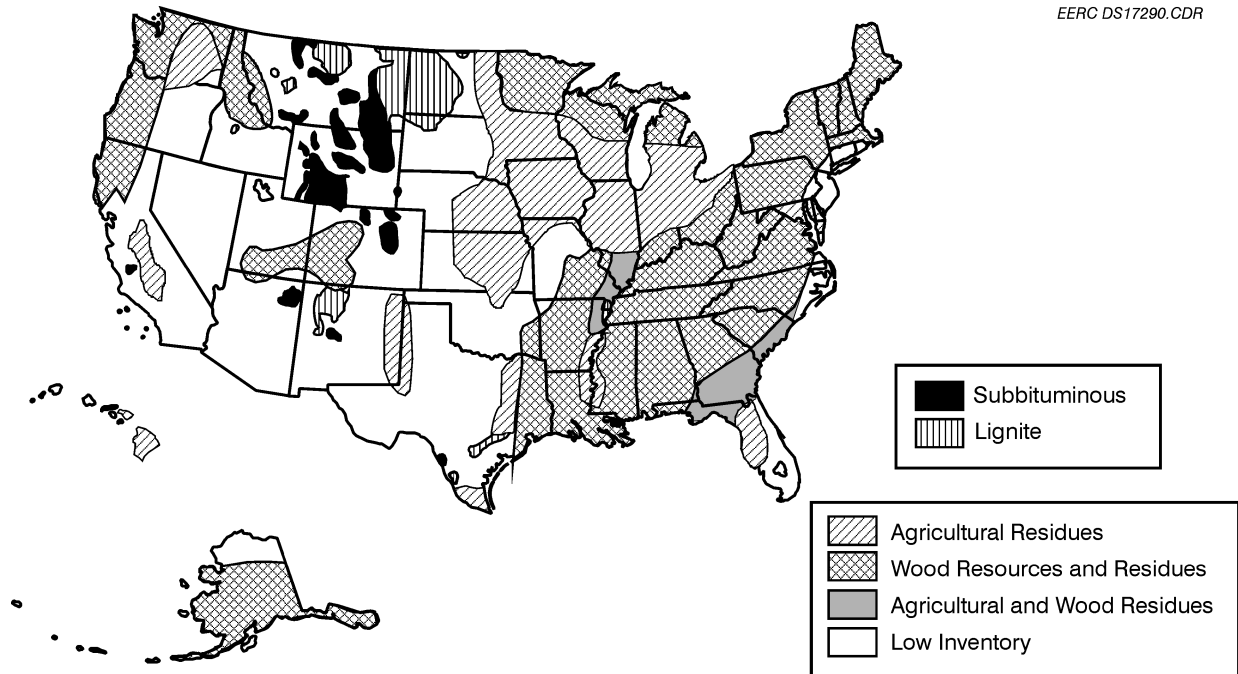 EERC DS17290.CDR
Subbituminous
Lignite
Agricultural Residues
Wood Resources and Residues
Agricultural and Wood Residues
Low Inventory